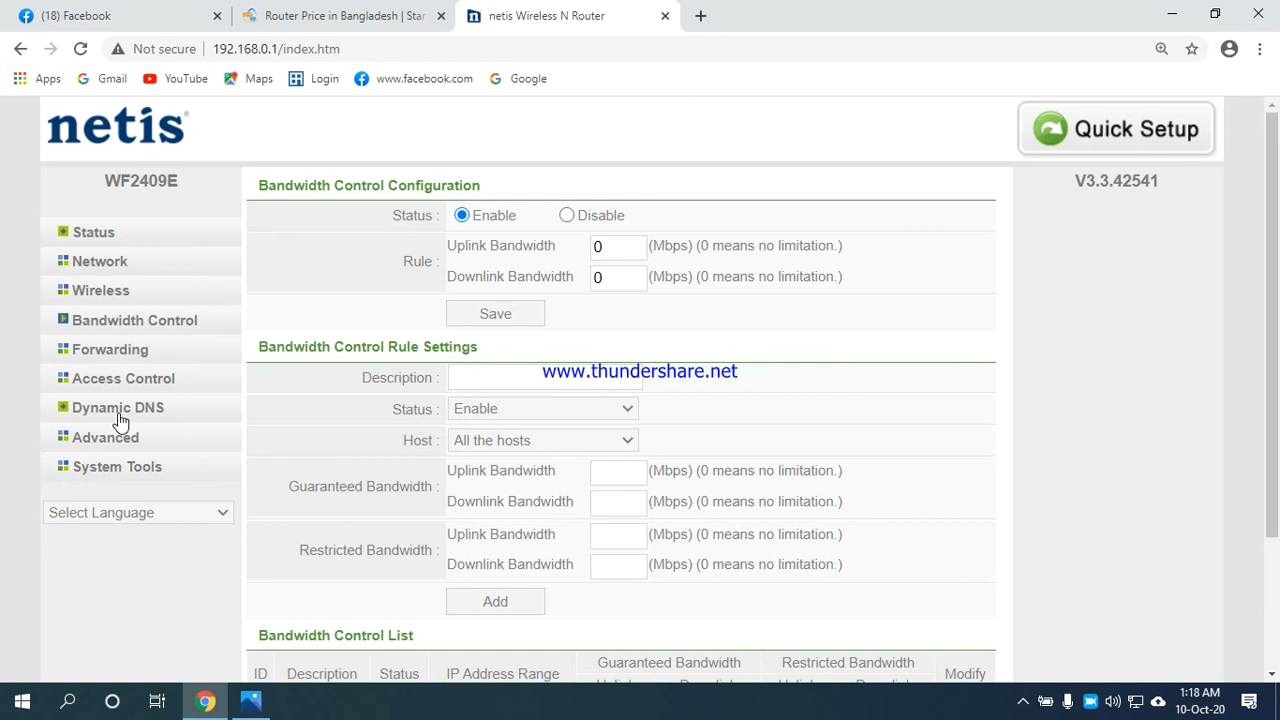 (18) Facebook
Router Price in Bangladesh | Star
netis Wireless N Router
Not secure
192.168.0.1/index.htm
Apps
Gmail
YouTube
Maps
Login
www.facebook.com
Google
netis
Quick Setup
WF2409E
V3.3.42541
Status
Network
Wireless
Bandwidth Control
Forwarding
Access Control
Dynamic DNS
Advanced
System Tools
Select Language
Bandwidth Control Configuration
Status : Enable Disable
Rule :
Uplink Bandwidth 0 (Mbps) (0 means no limitation.)
Downlink Bandwidth 0 (Mbps) (0 means no limitation.)
Save
Bandwidth Control Rule Settings
Description :
www.thundershare.net
Status : Enable
Host : All the hosts
Guaranteed Bandwidth :
Uplink Bandwidth (Mbps) (0 means no limitation.)
Downlink Bandwidth (Mbps) (0 means no limitation.)
Restricted Bandwidth :
Uplink Bandwidth (Mbps) (0 means no limitation.)
Downlink Bandwidth (Mbps) (0 means no limitation.)
Add
Bandwidth Control List
ID Description Status IP Address Range Guaranteed Bandwidth Restricted Bandwidth Modify
1:18 AM
10-Oct-20